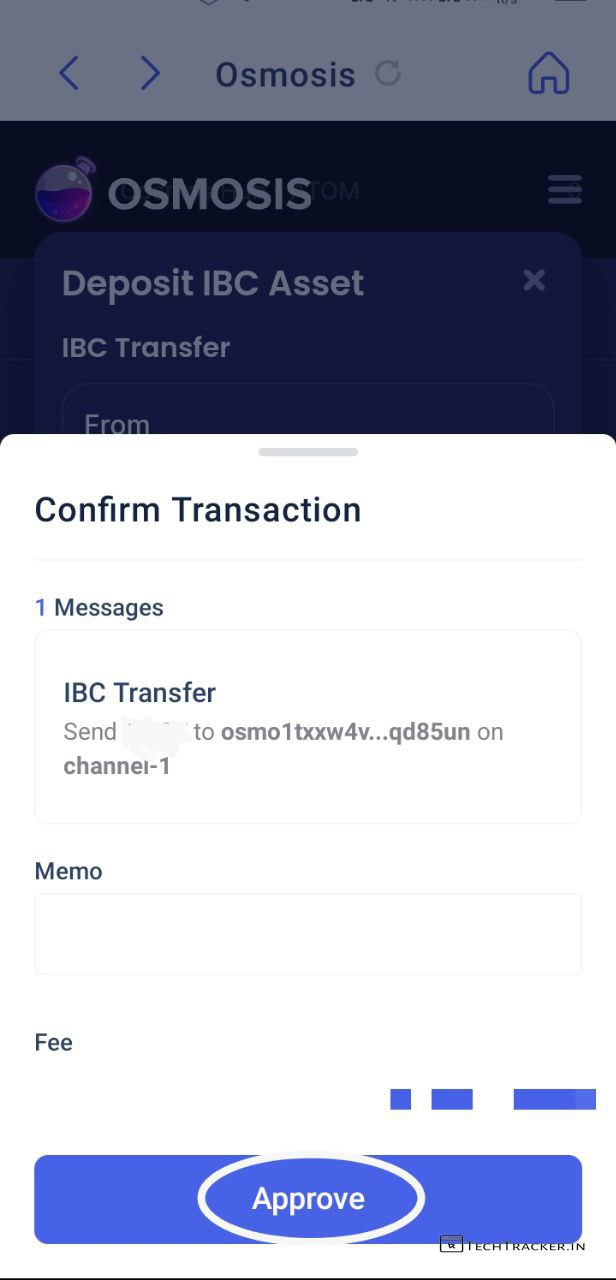 Osmosis
OSMOSIS
Deposit IBC Asset
IBC Transfer
From
Confirm Transaction
1 Messages
IBC Transfer
Send to osmo1txxw4v...qd85un on
channel-1
Memo
Fee
Approve
TECHTRACKER.IN